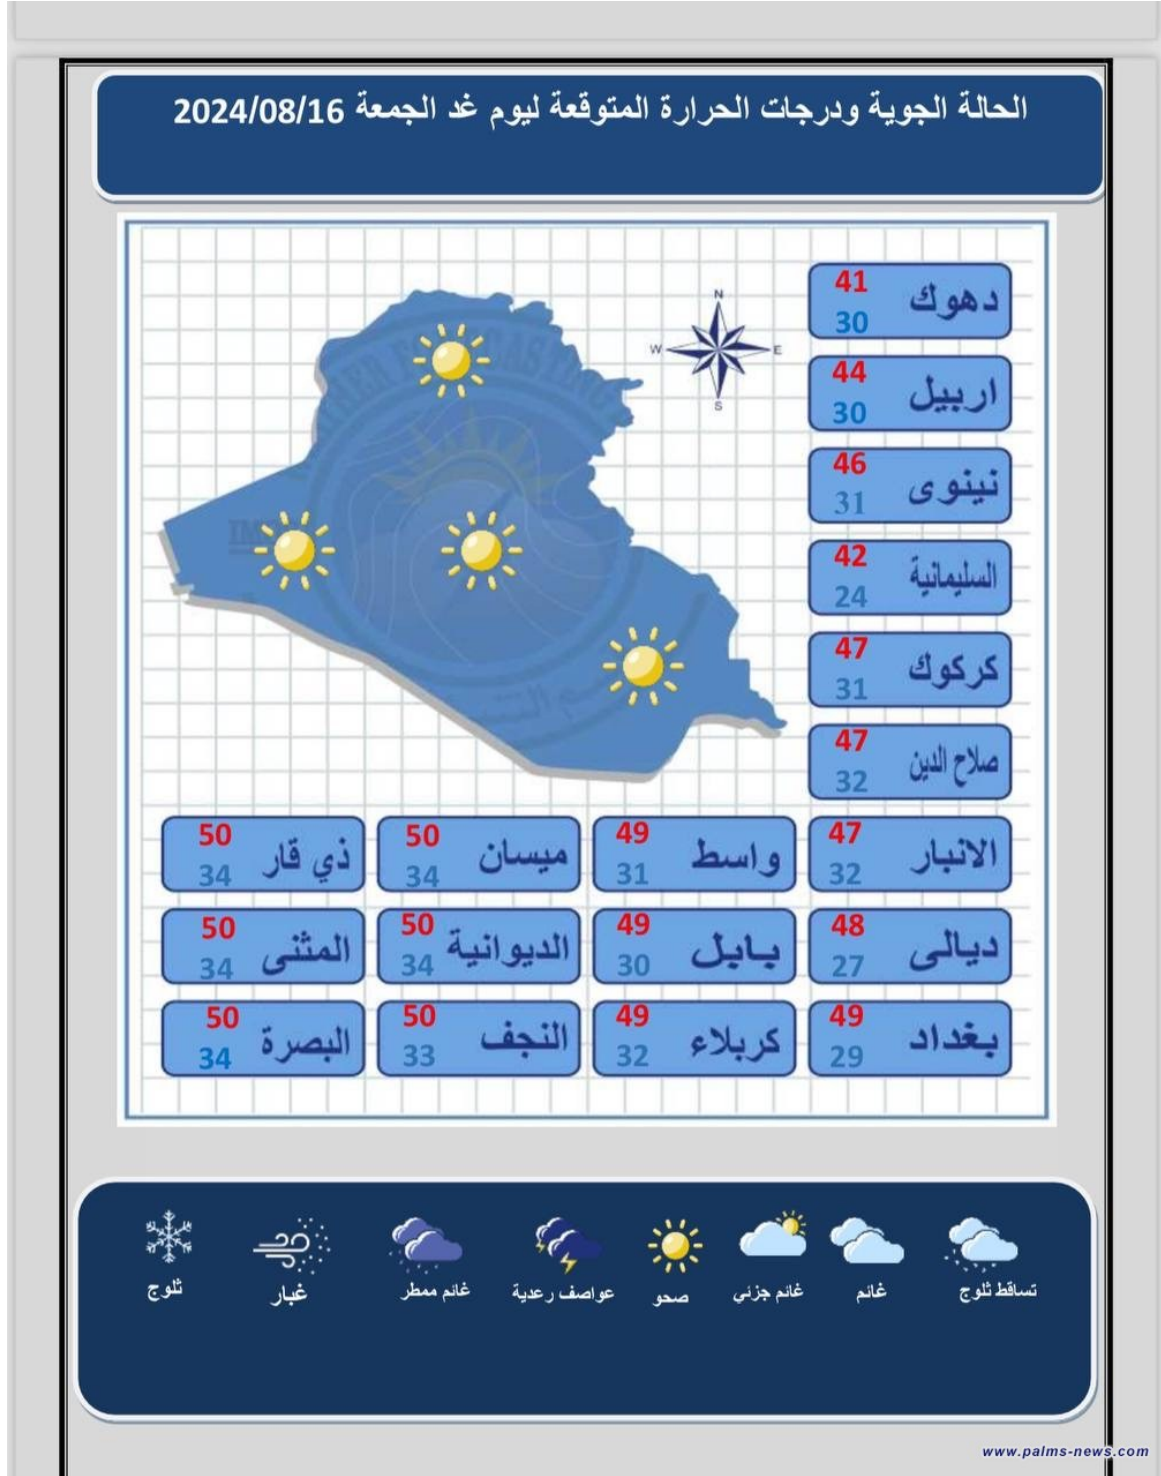 الحالة الجوية ودرجات الحرارة المتوقعة ليوم غد الجمعة 2024/08/16
N
W
E
S
دهوك
41
30
اربيل
44
30
نينوى
46
31
السليمانية
42
24
كركوك
47
31
صلاح الدين
47
32
الانبار
47
32
واسط
49
31
ميسان
50
34
ذي قار
50
34
ديالى
48
27
بابل
49
30
الديوانية
50
34
المثنى
50
34
بغداد
49
29
كربلاء
49
32
النجف
50
33
البصرة
50
34
تساقط ثلوج
غائم
غائم جزئي
صحو
عواصف رعدية
غائم ممطر
غبار
ثلوج
www.palms-news.com